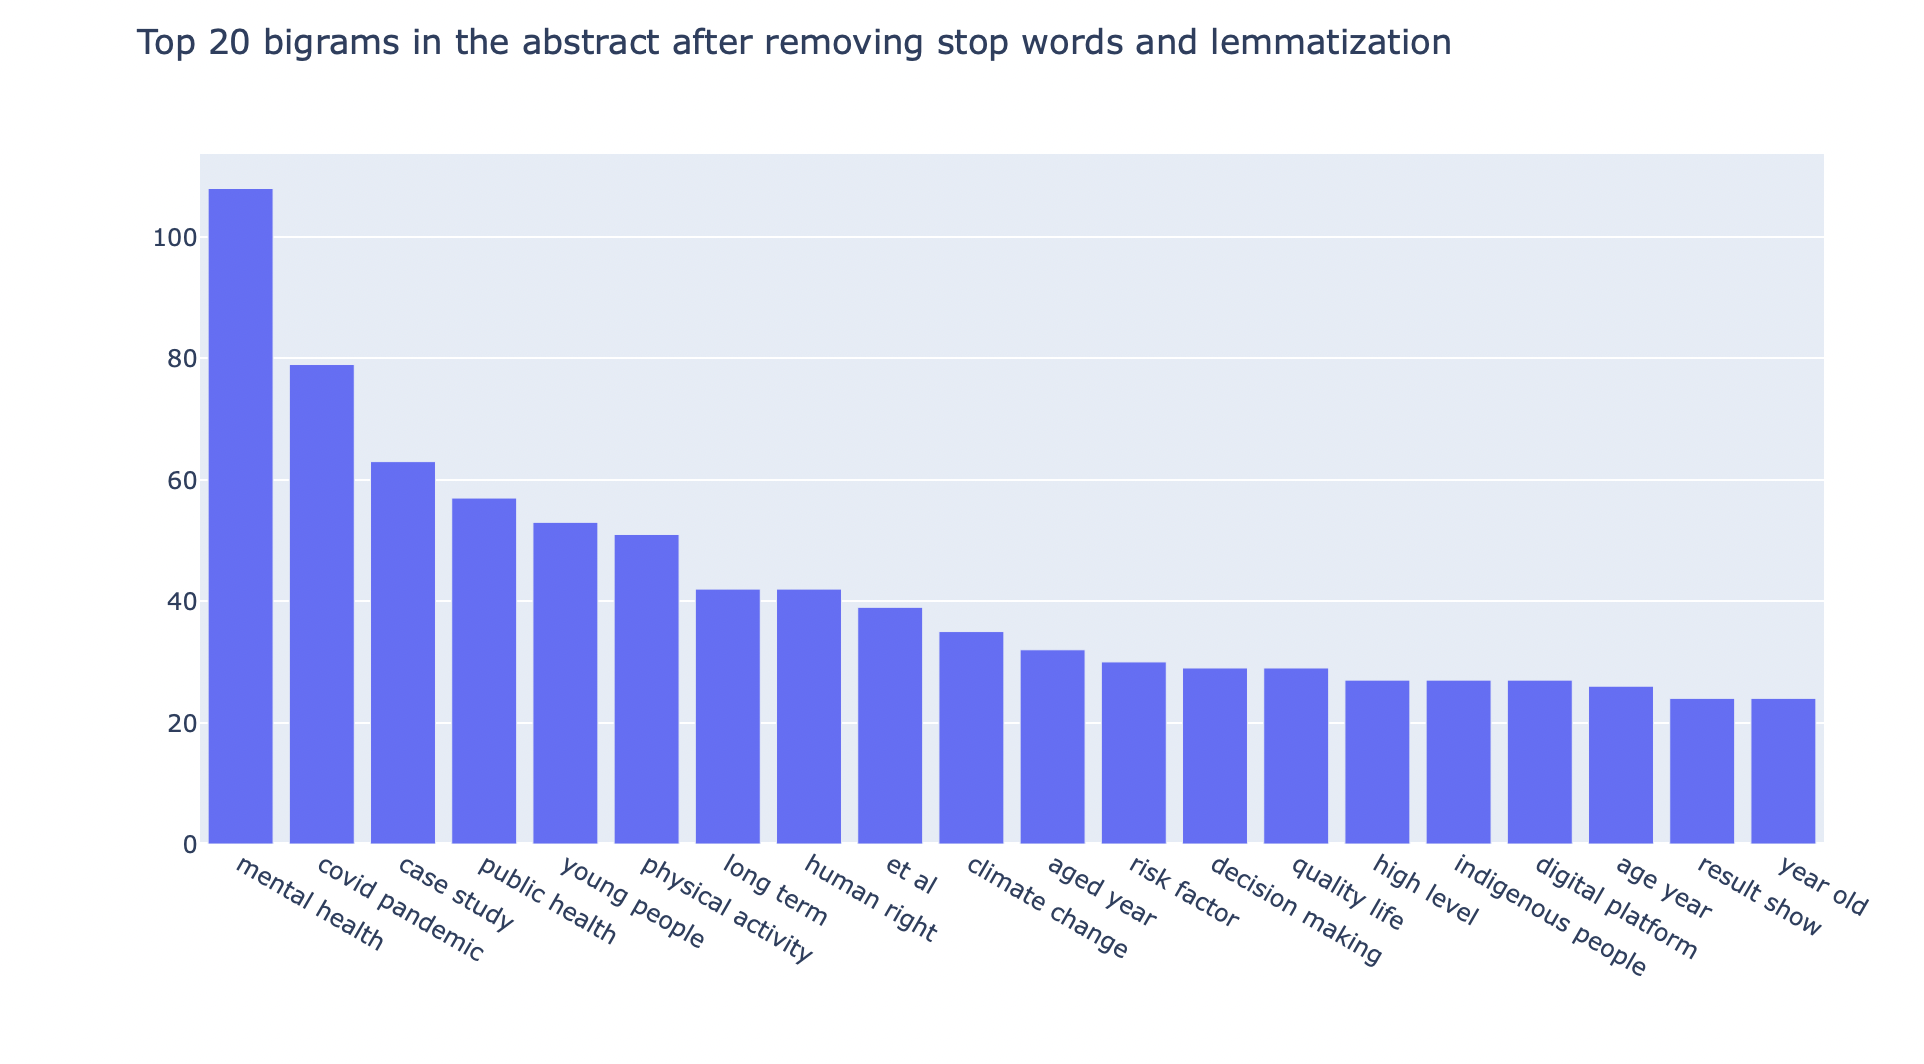 Top 20 bigrams in the abstract after removing stop words and lemmatization
100
80
60
40
20
0
mental health
covid pandemic
case study
public health
young people
physical activity
long term
human right
et al
climate change
aged year
risk factor
decision making
quality life
high level
indigenous people
digital platform
age year
result show
year old